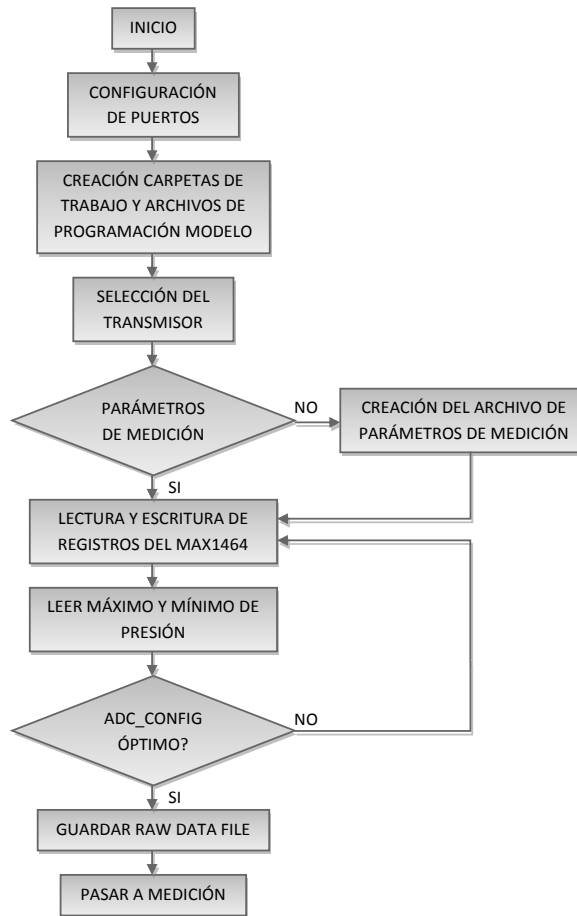 INICIO
CONFIGURACIÓN
DE PUERTOS
CREACIÓN CARPETAS DE
TRABAJO Y ARCHIVOS DE
PROGRAMACIÓN MODELO
SELECCIÓN DEL
TRANSMISOR
PARÁMETROS
DE MEDICIÓN
NO
CREACIÓN DEL ARCHIVO DE
PARÁMETROS DE MEDICIÓN
SI
LECTURA Y ESCRITURA DE
REGISTROS DEL MAX1464
LEER MÁXIMO Y MÍNIMO DE
PRESIÓN
ADC_CONFIG
ÓPTIMO?
NO
SI
GUARDAR RAW DATA FILE
PASAR A MEDICIÓN